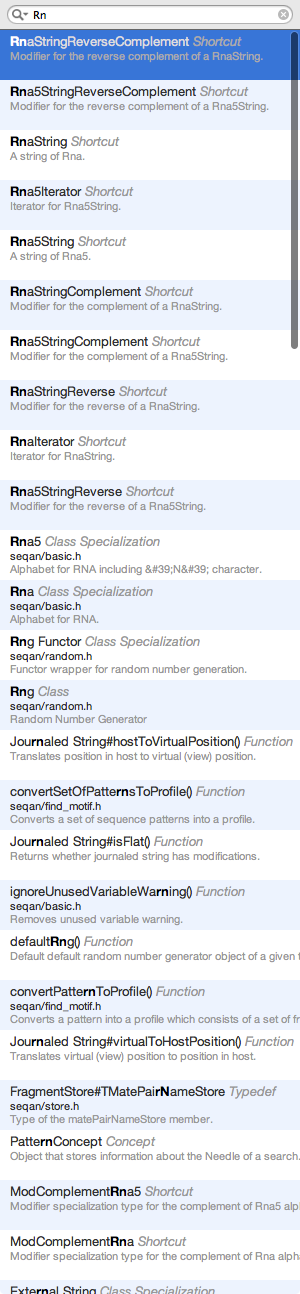 Rn
RnaStringReverseComplement Shortcut
Modifier for the reverse complement of a RnaString.
Rna5StringReverseComplement Shortcut
Modifier for the reverse complement of a Rna5String.
RnaString Shortcut
A string of Rna.
Rna5Iterator Shortcut
Iterator for Rna5String.
Rna5String Shortcut
A string of Rna5.
RnaStringComplement Shortcut
Modifier for the complement of a RnaString.
Rna5StringComplement Shortcut
Modifier for the complement of a Rna5String.
RnaStringReverse Shortcut
Modifier for the reverse of a RnaString.
RnaIterator Shortcut
Iterator for RnaString.
Rna5StringReverse Shortcut
Modifier for the reverse of a Rna5String.
Rna5 Class Specialization
seqan/basic.h
Alphabet for RNA including &#39;N&#39; character.
Rna Class Specialization
seqan/basic.h
Alphabet for RNA.
Rng Functor Class Specialization
seqan/random.h
Functor wrapper for random number generation.
Rng Class
seqan/random.h
Random Number Generator
Journaled String#hostToVirtualPosition() Function
Translates position in host to virtual (view) position.
convertSetOfPatternsToProfile() Function
seqan/find_motif.h
Converts a set of sequence patterns into a profile.
Journaled String#isFlat() Function
Returns whether journaled string has modifications.
ignoreUnusedVariableWarning() Function
seqan/basic.h
Removes unused variable warning.
defaultRng() Function
Default default random number generator object of a given t
convertPatternToProfile() Function
seqan/find_motif.h
Converts a pattern into a profile which consists of a set of fr
Journaled String#virtualToHostPosition() Function
Translates virtual (view) position to position in host.
FragmentStore#TMatePairNameStore Typedef
seqan/store.h
Type of the matePairNameStore member.
PatternConcept Concept
Object that stores information about the Needle of a search.
ModComplementRna5 Shortcut
Modifier specialization type for the complement of Rna5 alp
ModComplementRna Shortcut
Modifier specialization type for the complement of Rna alpha
External String Class Specialization